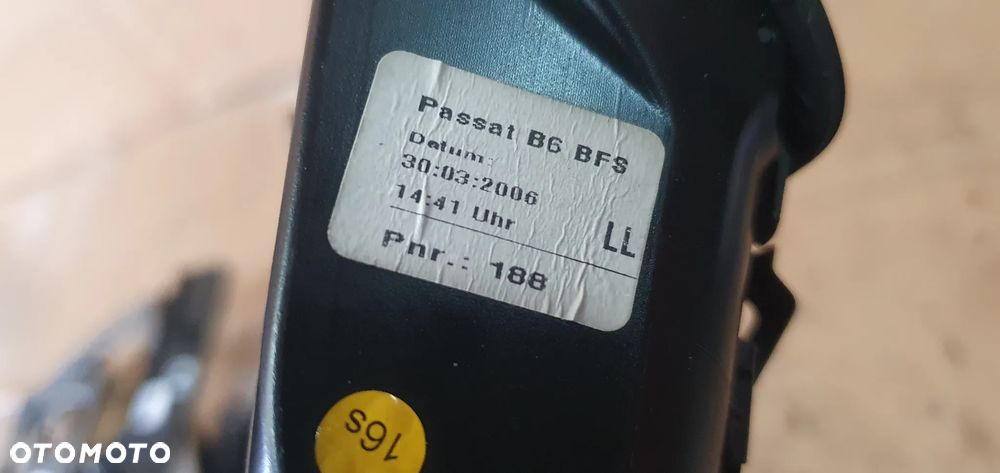 Passat B6 BFS
Datum:
30:03:2006
14:41 Uhr
LL
Pnr.: 188
16s
OTOMOTO